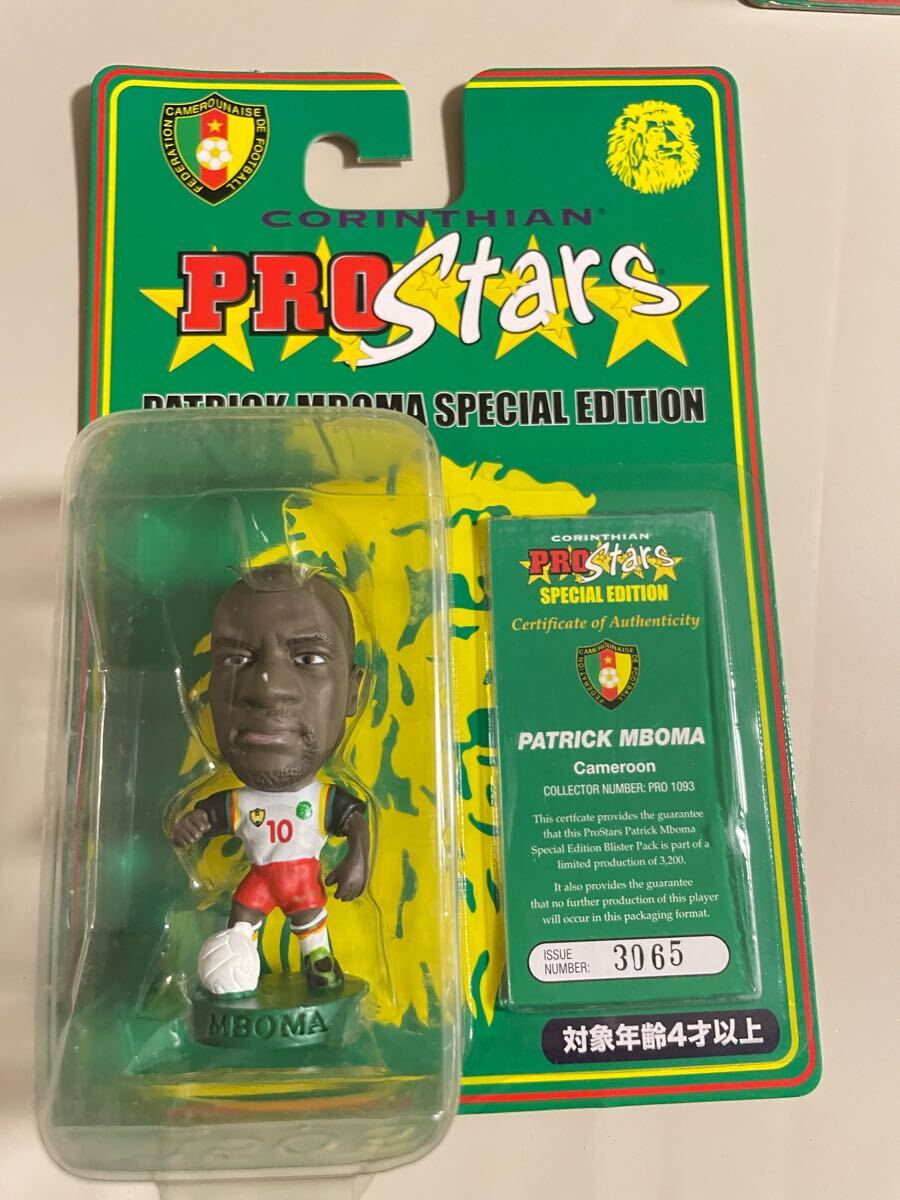 FEDERATION CAMEROUNAISE DE FOOTBALL
CORINTHIAN®
PROStars
PATRICK MBOMA SPECIAL EDITION
CORINTHIAN
PROStars
SPECIAL EDITION
Certificate of Authenticity
FEDERATION CAMEROUNAISE DE FOOTBALL
PATRICK MBOMA
Cameroon
COLLECTOR NUMBER: PRO 1093
This certfcate provides the guarantee
that this ProStars Patrick Mboma
Special Edition Blister Pack is part of a
limited production of 3,200.
It also provides the guarantee
that no further production of this player
will occur in this packaging format.
ISSUE
NUMBER: 3065
10
MBOMA
対象年齢4才以上